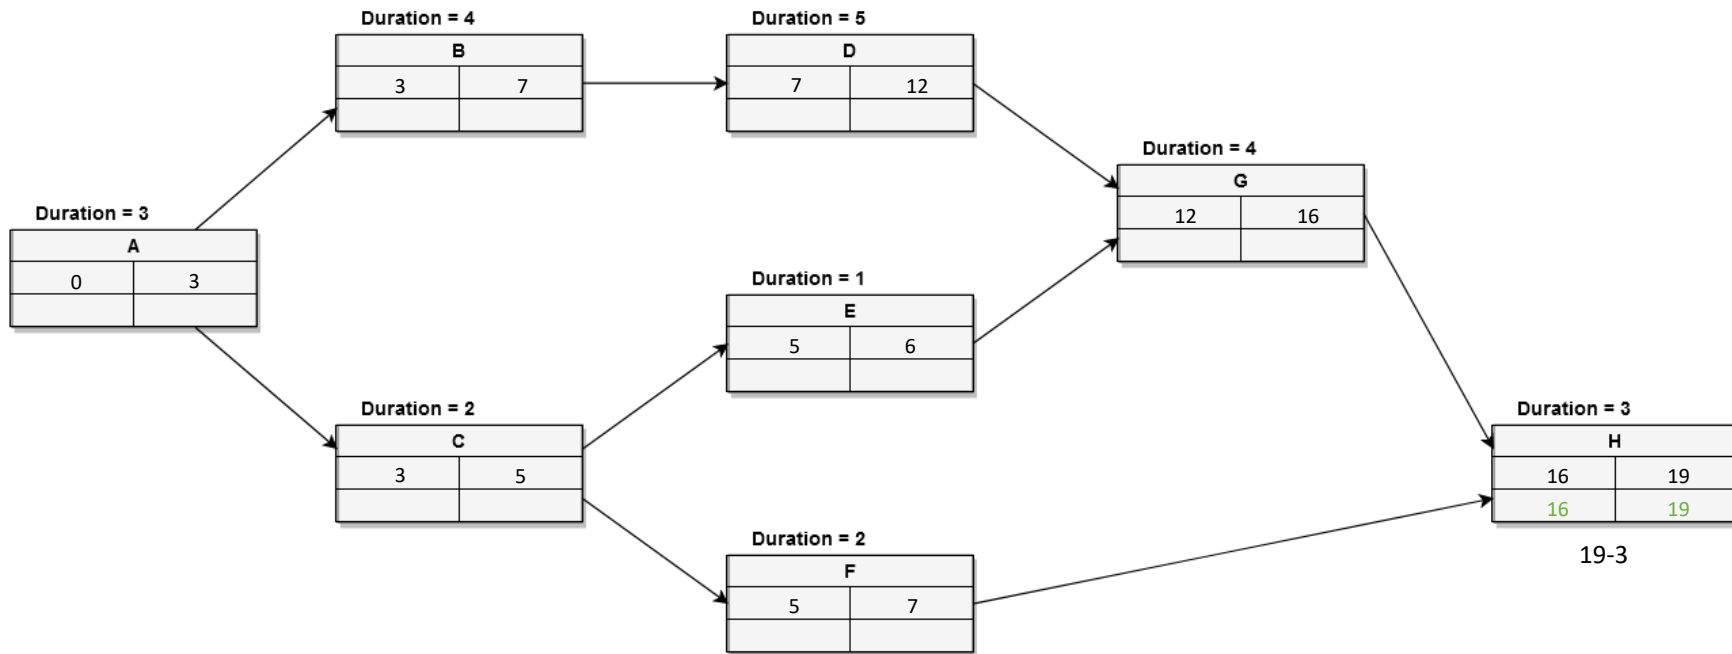 Duration = 4
B
3 7
Duration = 5
D
7 12
Duration = 4
G
12 16
Duration = 3
A
0 3
Duration = 1
E
5 6
Duration = 2
C
3 5
Duration = 3
H
16 19
16 19
19-3
Duration = 2
F
5 7